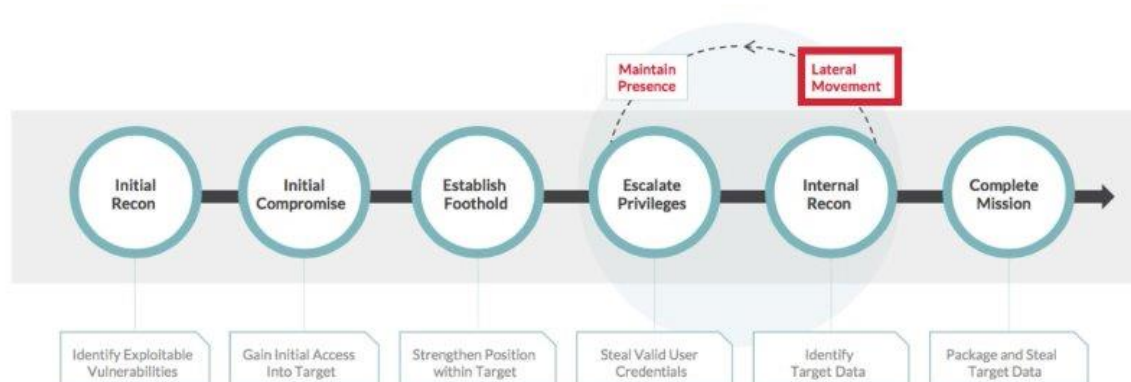 Maintain
Presence
Lateral
Movement
Initial
Recon
Initial
Compromise
Establish
Foothold
Escalate
Privileges
Internal
Recon
Complete
Mission
Identify Exploitable
Vulnerabilities
Gain Initial Access
Into Target
Strengthen Position
within Target
Steal Valid User
Credentials
Identify
Target Data
Package and Steal
Target Data